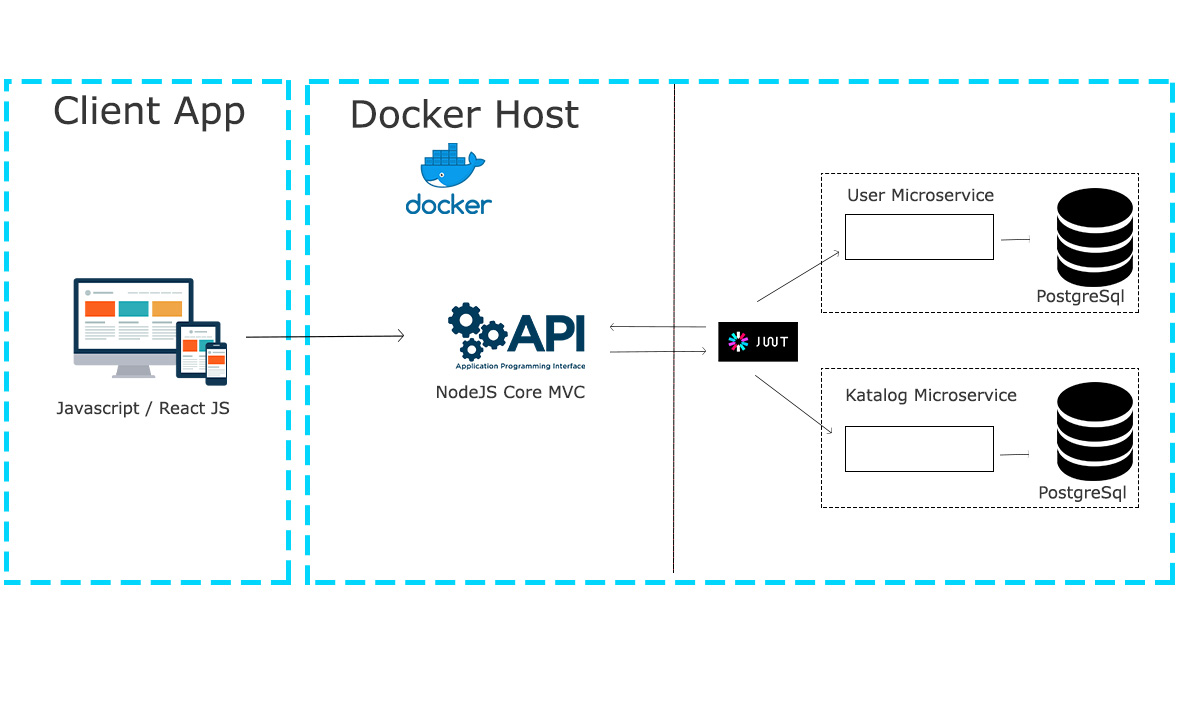 Client App
Docker Host
docker
User Microservice
PostgreSql
API
Application Programming Interface
JWT
NodeJS Core MVC
Javascript / React JS
Katalog Microservice
PostgreSql